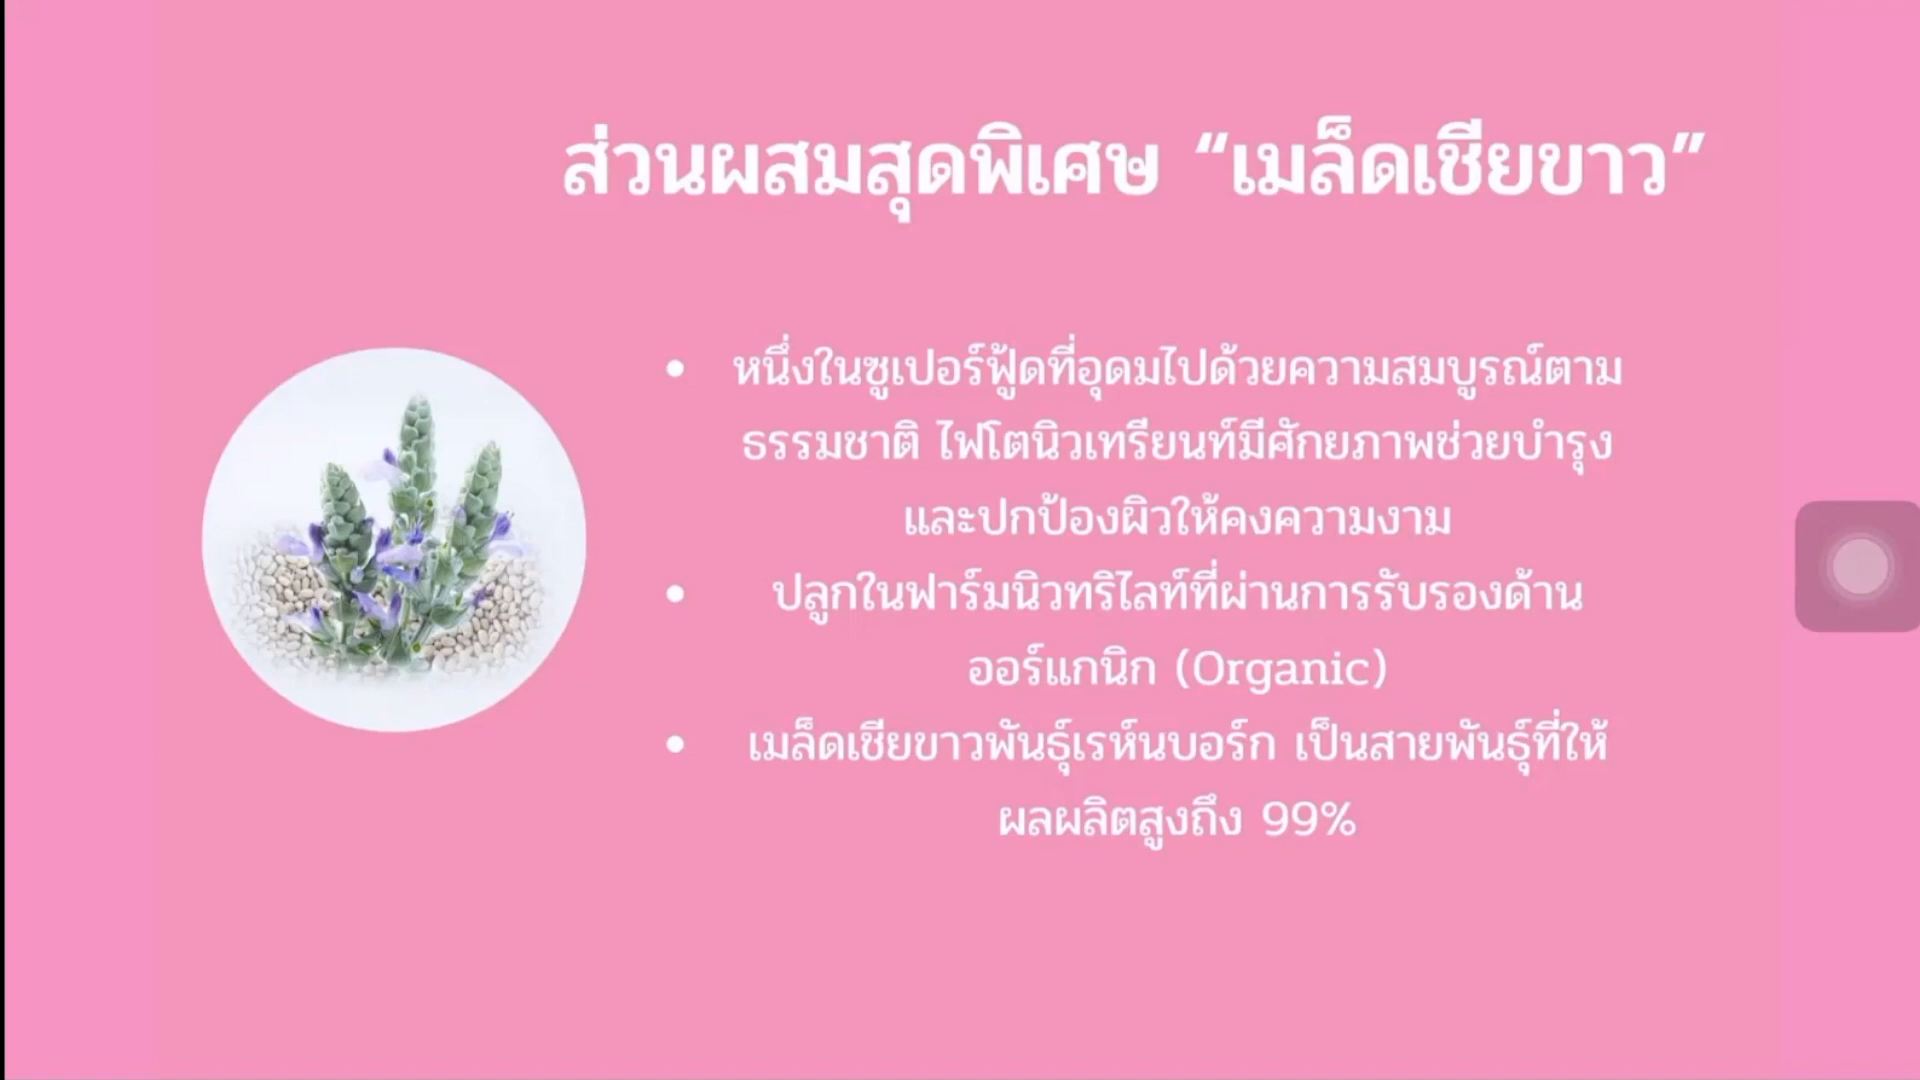 ส่วนผสมสุดพิเศษ “เมล็ดเชียขาว”
• หนึ่งในซูเปอร์ฟู้ดที่อุดมไปด้วยความสมบูรณ์ตาม
ธรรมชาติ ไฟโตนิวเทรียนท์มีศักยภาพช่วยบำรุง
และปกป้องผิวให้คงความงาม
• ปลูกในฟาร์มนิวทริไลท์ที่ผ่านการรับรองด้าน
ออร์แกนิก (Organic)
• เมล็ดเชียขาวพันธุ์เรห์นบอร์ก เป็นสายพันธุ์ที่ให้
ผลผลิตสูงถึง 99%